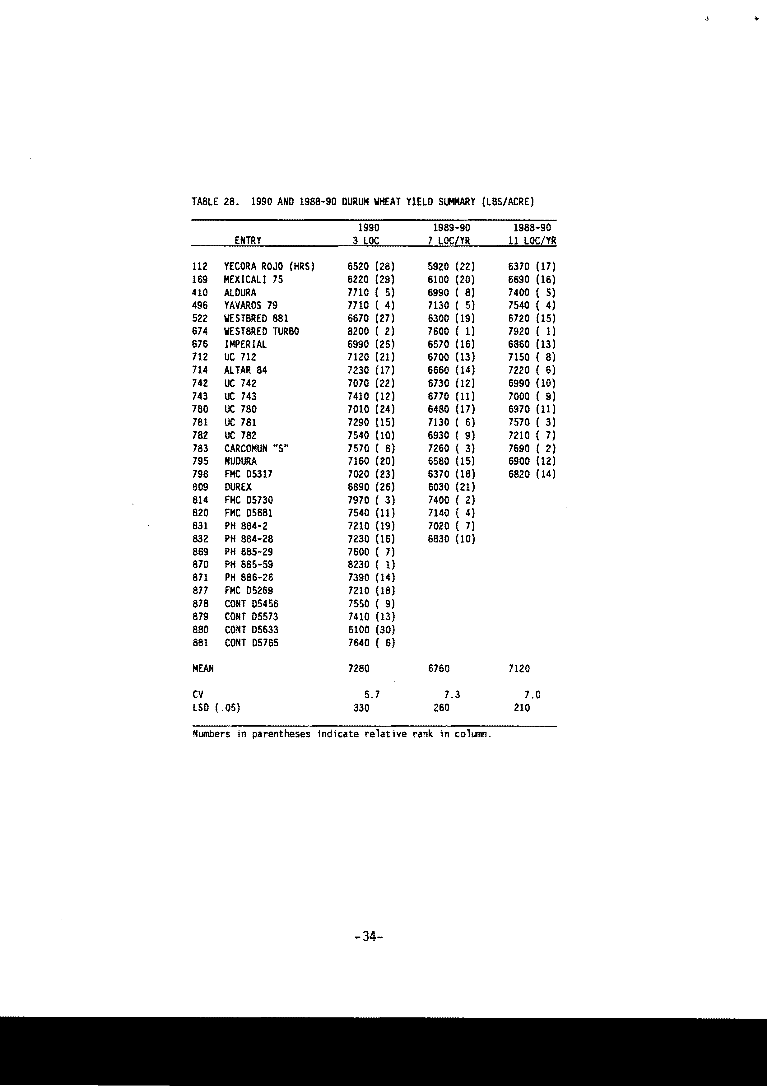 TABLE 28. 1990 AND 1988-90 DURUM WHEAT YIELD SUMMARY (LBS/ACRE)
1990 1989-90 1988-90
ENTRY 3 LOC 7 LOC/YR 11 LOC/YR
112 YECORA ROJO (HRS) 6520 (28) 5920 (22) 6370 (17)
169 MEXICALI 75 6220 (29) 6100 (20) 6690 (16)
410 ALDURA 7710 ( 5) 6990 ( 8) 7400 ( 5)
496 YAVAROS 79 7710 ( 4) 7130 ( 5) 7540 ( 4)
522 WESTBRED 881 6670 (27) 6300 (19) 6720 (15)
674 WESTBRED TURBO 8200 ( 2) 7600 ( 1) 7920 ( 1)
676 IMPERIAL 6990 (25) 6570 (16) 6860 (13)
712 UC 712 7120 (21) 6700 (13) 7150 ( 8)
714 ALTAR 84 7230 (17) 6660 (14) 7220 ( 6)
742 UC 742 7070 (22) 6730 (12) 6990 (10)
743 UC 743 7410 (12) 6770 (11) 7000 ( 9)
780 UC 780 7010 (24) 6480 (17) 6970 (11)
781 UC 781 7290 (15) 7130 ( 6) 7570 ( 3)
782 UC 782 7540 (10) 6930 ( 9) 7210 ( 7)
783 CARCOMUN "S" 7570 ( 8) 7260 ( 3) 7690 ( 2)
795 NUDURA 7160 (20) 6580 (15) 6900 (12)
798 FMC D5317 7020 (23) 6370 (18) 6820 (14)
809 DUREX 6890 (26) 6030 (21)
814 FMC D5730 7970 ( 3) 7400 ( 2)
820 FMC D5681 7540 (11) 7140 ( 4)
831 PH 884-2 7210 (19) 7020 ( 7)
832 PH 884-28 7230 (16) 6830 (10)
869 PH 885-29 7600 ( 7)
870 PH 885-59 8230 ( 1)
871 PH 886-26 7390 (14)
877 FMC D5269 7210 (18)
878 CONT D5456 7550 ( 9)
879 CONT D5573 7410 (13)
880 CONT D5633 6100 (30)
881 CONT D5765 7640 ( 6)
MEAN 7280 6760 7120
CV 5.7 7.3 7.0
LSD (.05) 330 260 210
Numbers in parentheses indicate relative rank in column.
-34-